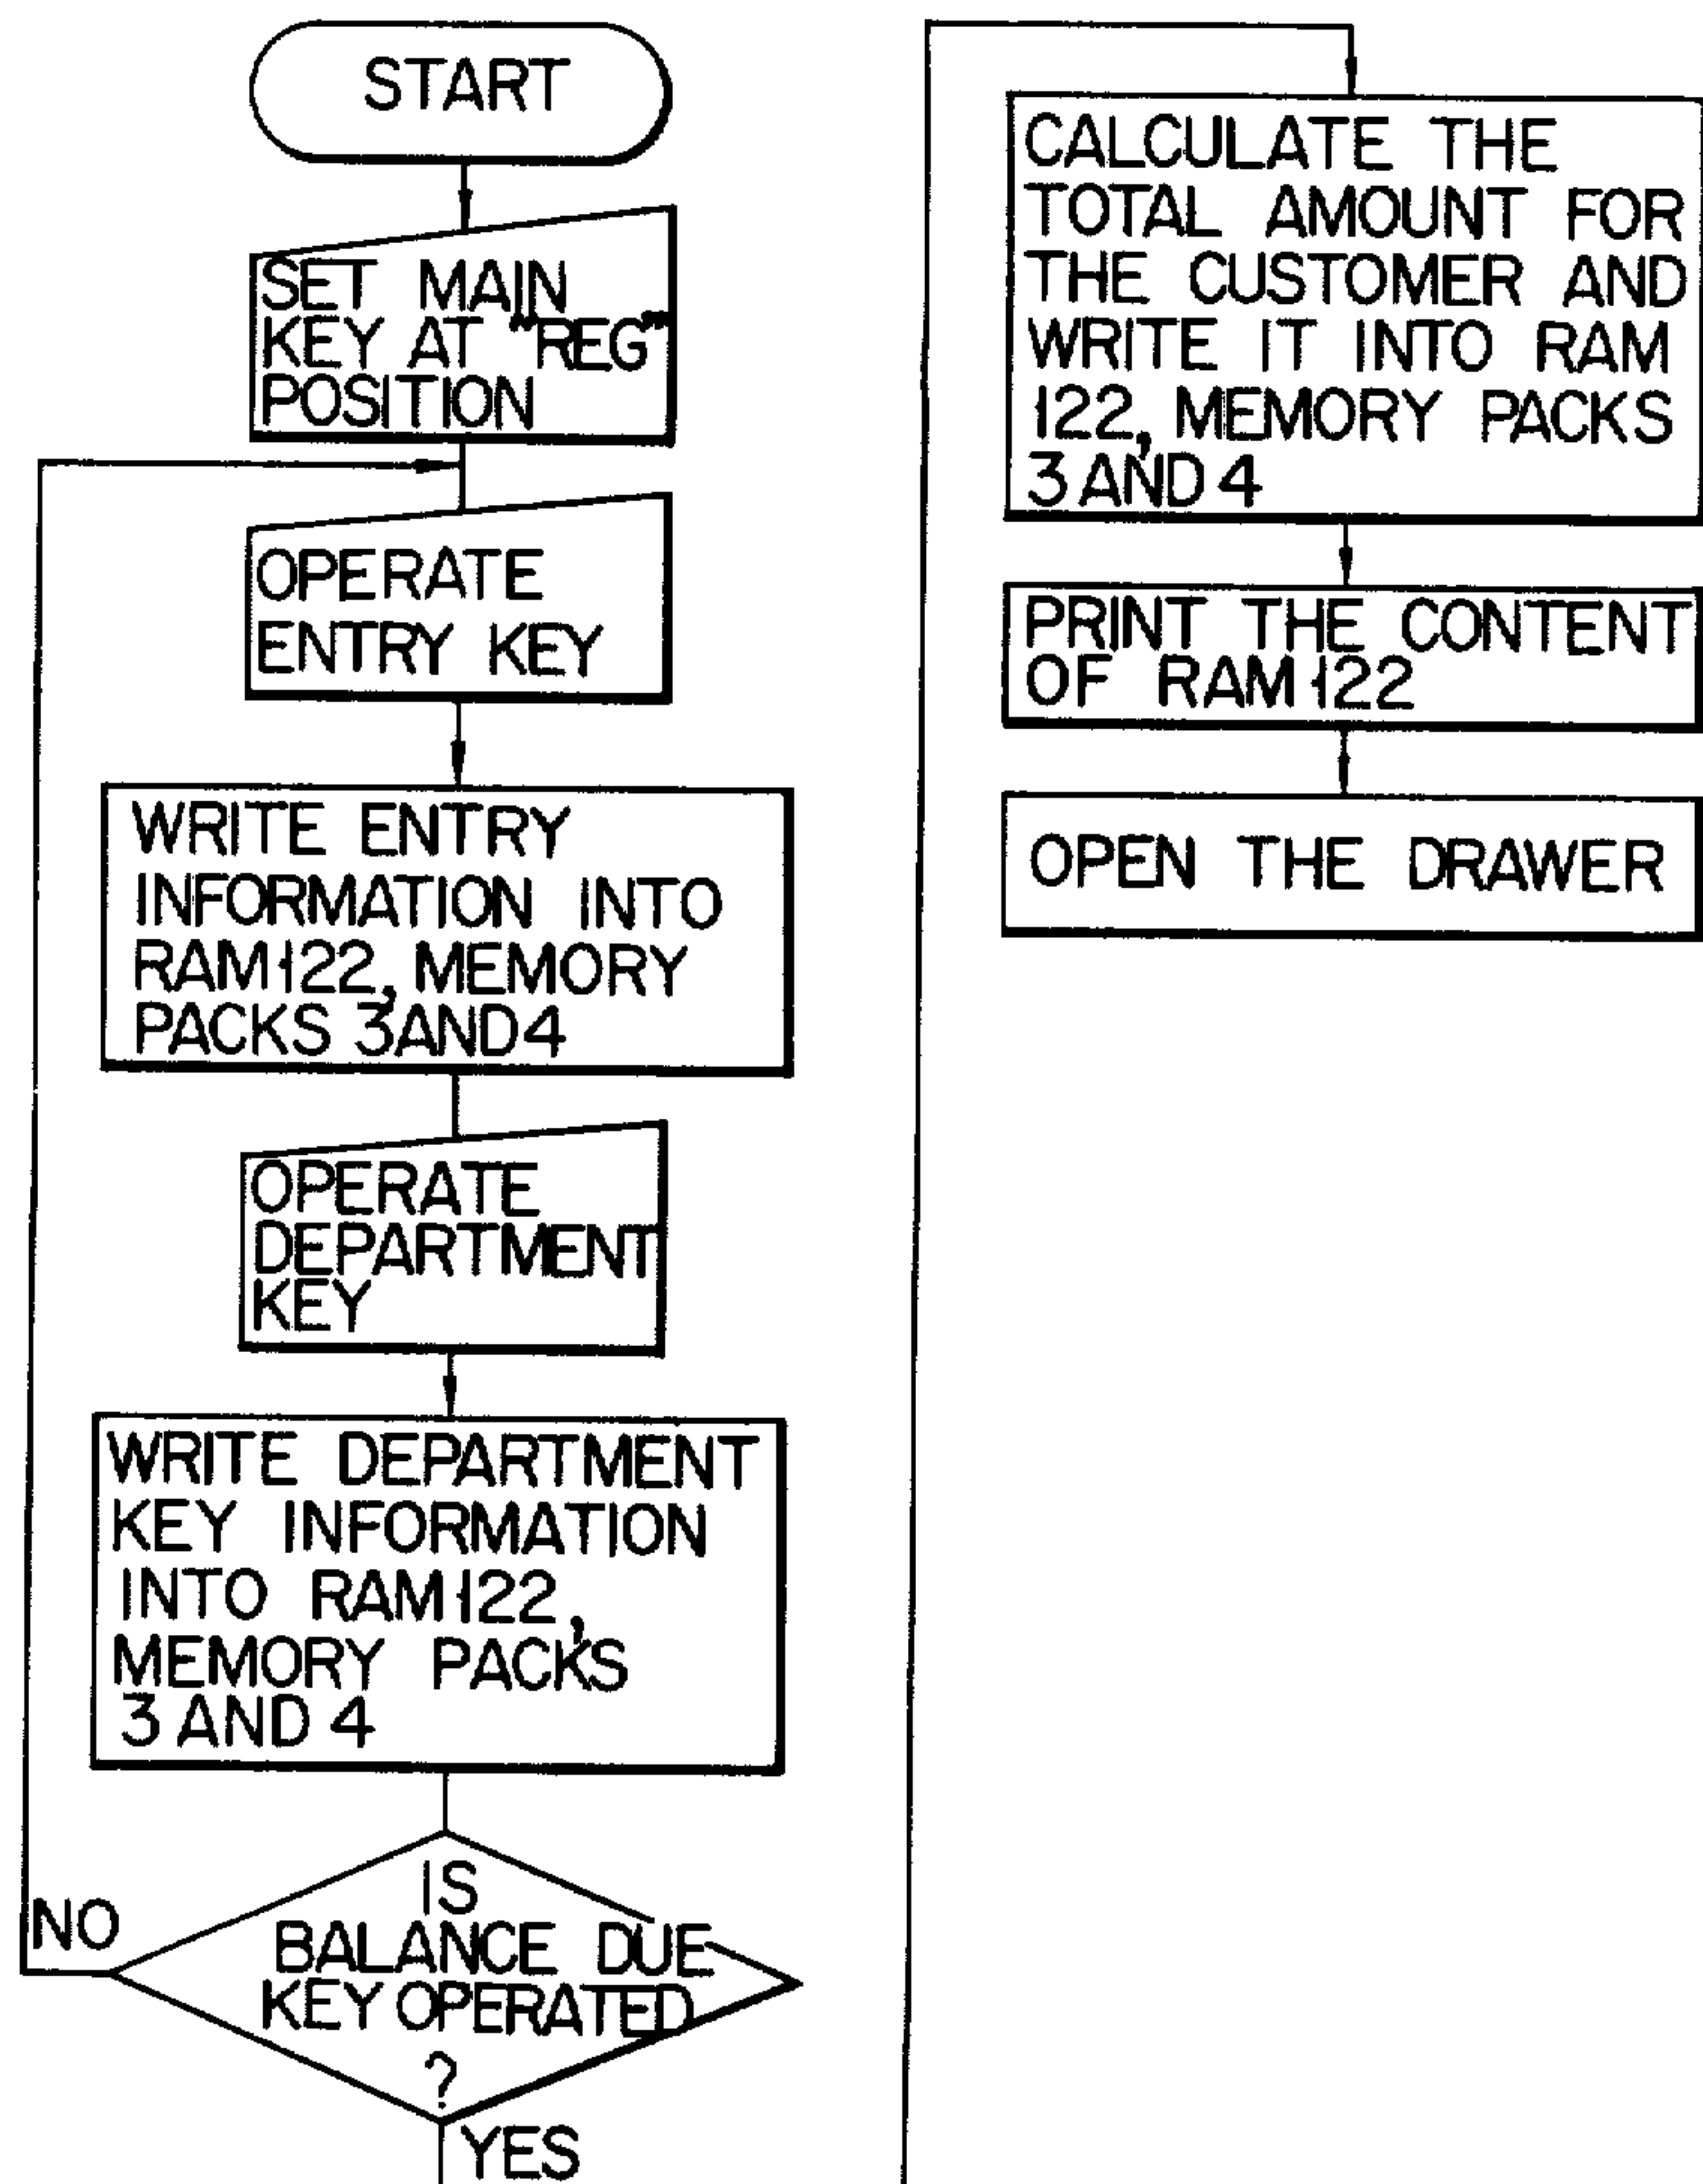 START
SET MAIN
KEY AT "REG"
POSITION
OPERATE
ENTRY KEY
WRITE ENTRY
INFORMATION INTO
RAM 122, MEMORY
PACKS 3 AND 4
OPERATE
DEPARTMENT
KEY
WRITE DEPARTMENT
KEY INFORMATION
INTO RAM 122,
MEMORY PACKS
3 AND 4
IS
BALANCE DUE
KEY OPERATED
?
NO
YES
CALCULATE THE
TOTAL AMOUNT FOR
THE CUSTOMER AND
WRITE IT INTO RAM
122, MEMORY PACKS
3 AND 4
PRINT THE CONTENT
OF RAM 122
OPEN THE DRAWER